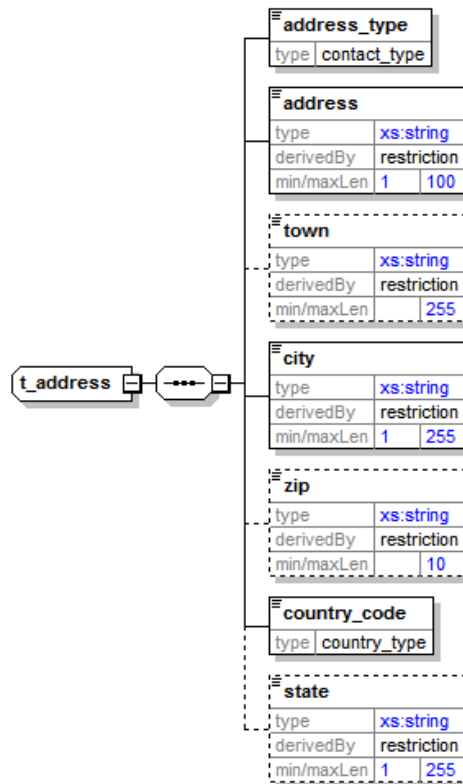 address_type
type contact_type
address
type xs:string
derivedBy restriction
min/maxLen 1 100
town
type xs:string
derivedBy restriction
min/maxLen 255
t_address
city
type xs:string
derivedBy restriction
min/maxLen 1 255
zip
type xs:string
derivedBy restriction
min/maxLen 10
country_code
type country_type
state
type xs:string
derivedBy restriction
min/maxLen 1 255